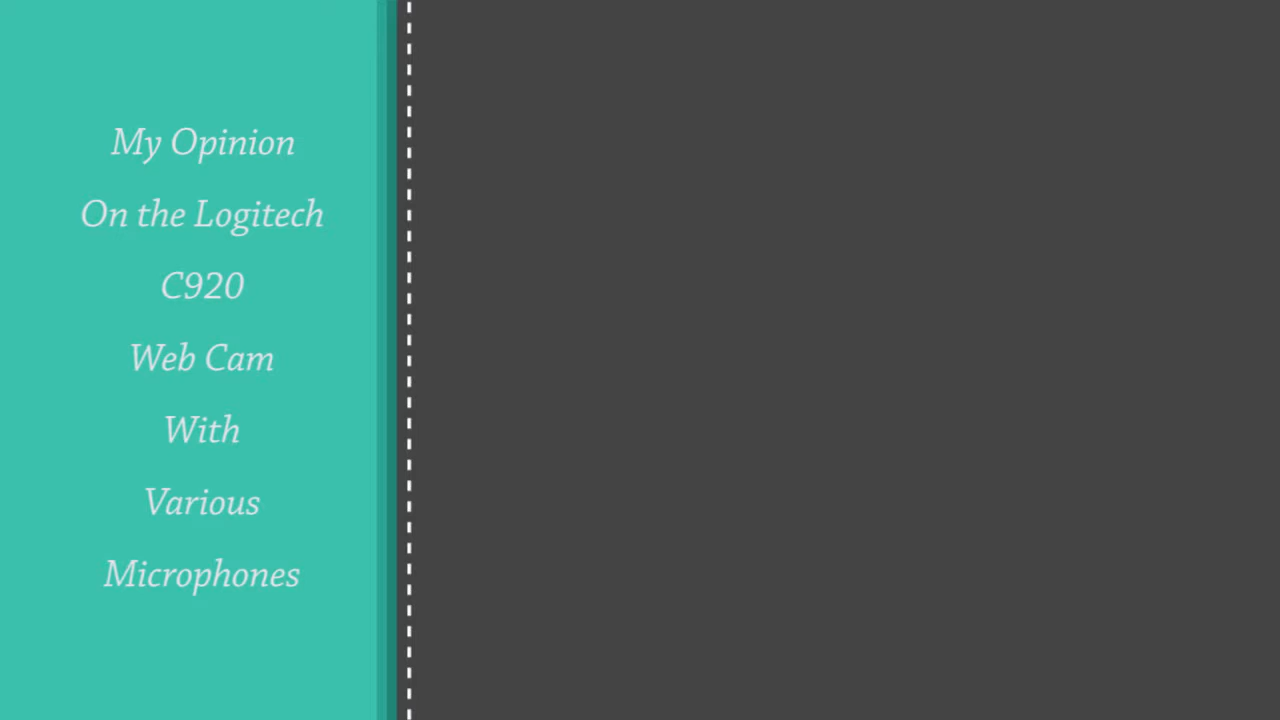 My Opinion
On the Logitech
C920
Web Cam
With
Various
Microphones